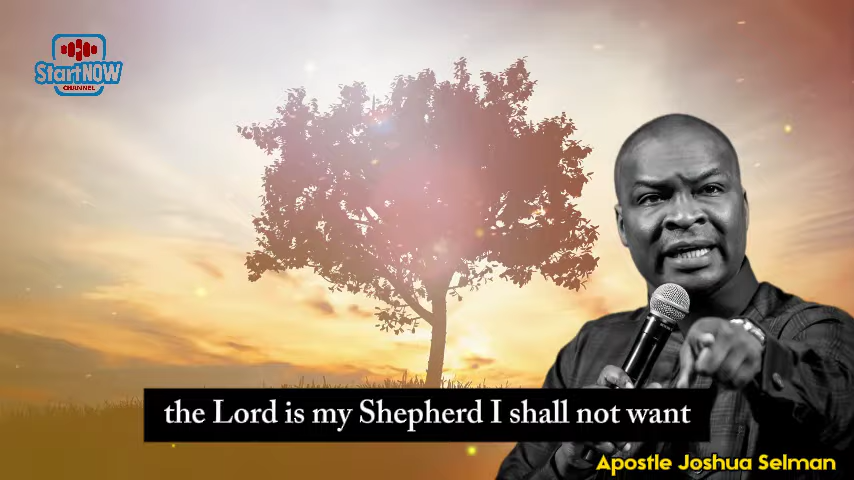 StartNOW
CHANNEL
the Lord is my Shepherd I shall not want
Apostle Joshua Selman